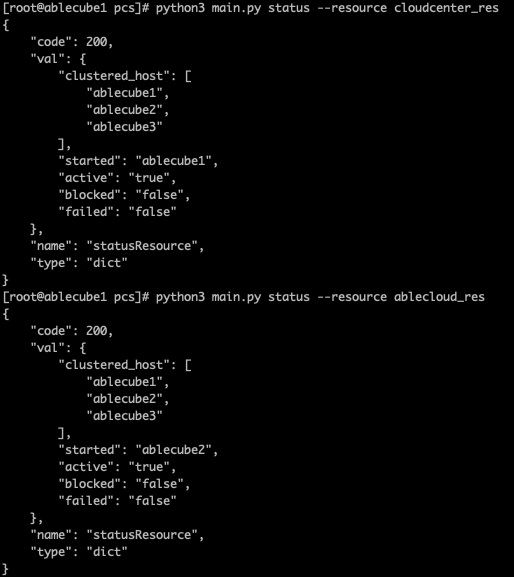 [root@ablecube1 pcs]# python3 main.py status --resource cloudcenter_res
{
    "code": 200,
    "val": {
        "clustered_host": [
            "ablecube1",
            "ablecube2",
            "ablecube3"
        ],
        "started": "ablecube1",
        "active": "true",
        "blocked": "false",
        "failed": "false"
    },
    "name": "statusResource",
    "type": "dict"
}
[root@ablecube1 pcs]# python3 main.py status --resource ablecloud_res
{
    "code": 200,
    "val": {
        "clustered_host": [
            "ablecube1",
            "ablecube2",
            "ablecube3"
        ],
        "started": "ablecube2",
        "active": "true",
        "blocked": "false",
        "failed": "false"
    },
    "name": "statusResource",
    "type": "dict"
}